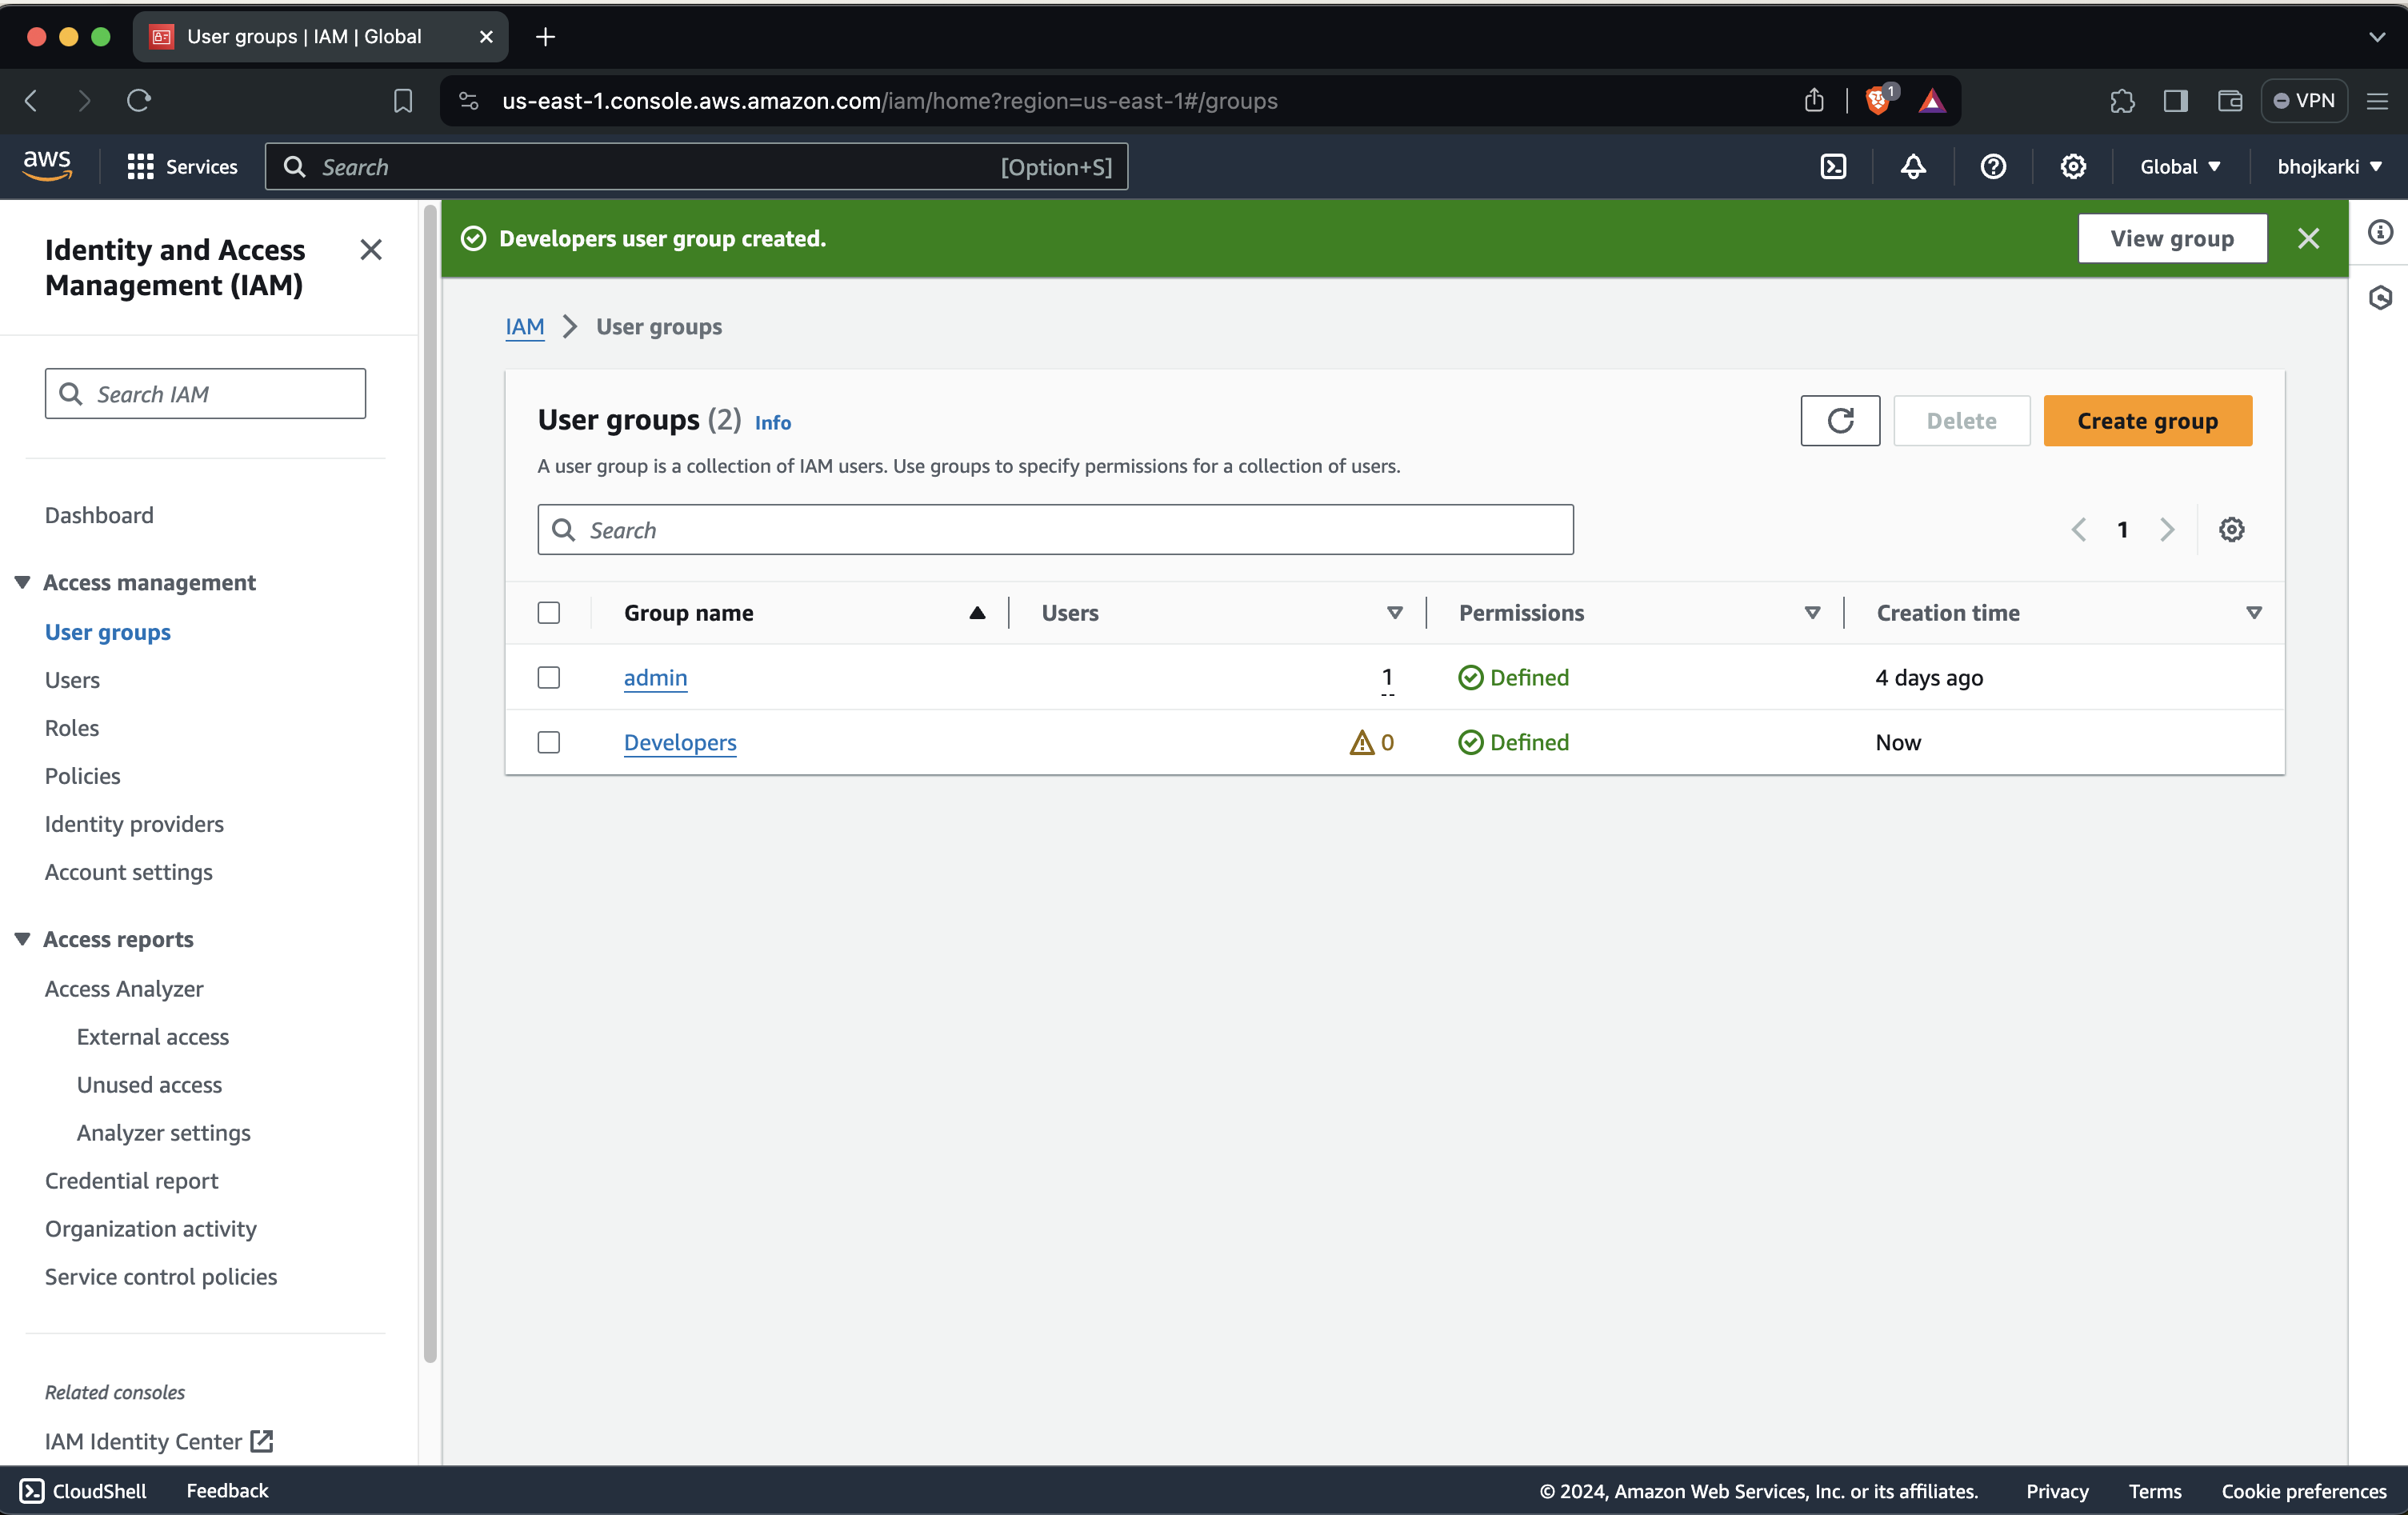 User groups | IAM | Global
us-east-1.console.aws.amazon.com/iam/home?region=us-east-1#/groups
1
VPN
aws
Services
Search
[Option+S]
Global
bhojkarki
Identity and Access
Management (IAM)
Search IAM
Dashboard
Access management
User groups
Users
Roles
Policies
Identity providers
Account settings
Access reports
Access Analyzer
External access
Unused access
Analyzer settings
Credential report
Organization activity
Service control policies
Related consoles
IAM Identity Center
Developers user group created.
View group
IAM > User groups
User groups (2) Info
Delete
Create group
A user group is a collection of IAM users. Use groups to specify permissions for a collection of users.
Search
1
Group name Users Permissions Creation time
admin 1 Defined 4 days ago
Developers 0 Defined Now
CloudShell Feedback © 2024, Amazon Web Services, Inc. or its affiliates. Privacy Terms Cookie preferences